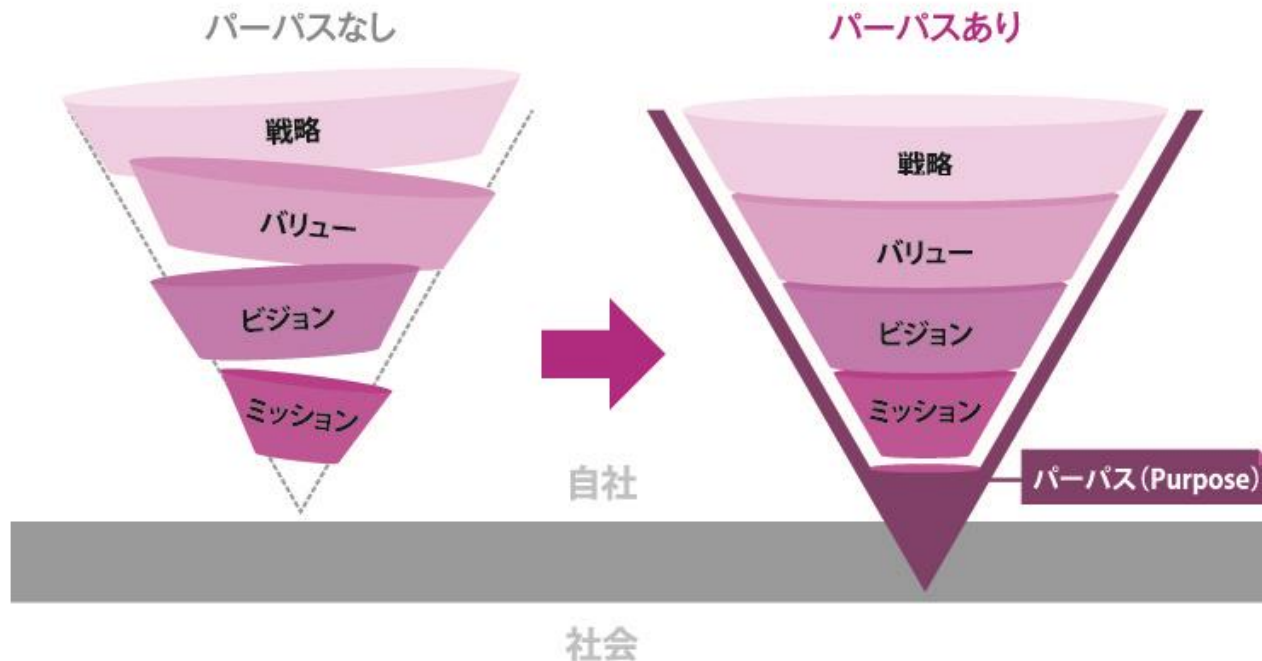 パーパスなし
パーパスあり
戦略
バリュー
ビジョン
ミッション
戦略
バリュー
ビジョン
ミッション
パーパス（Purpose）
自社
社会